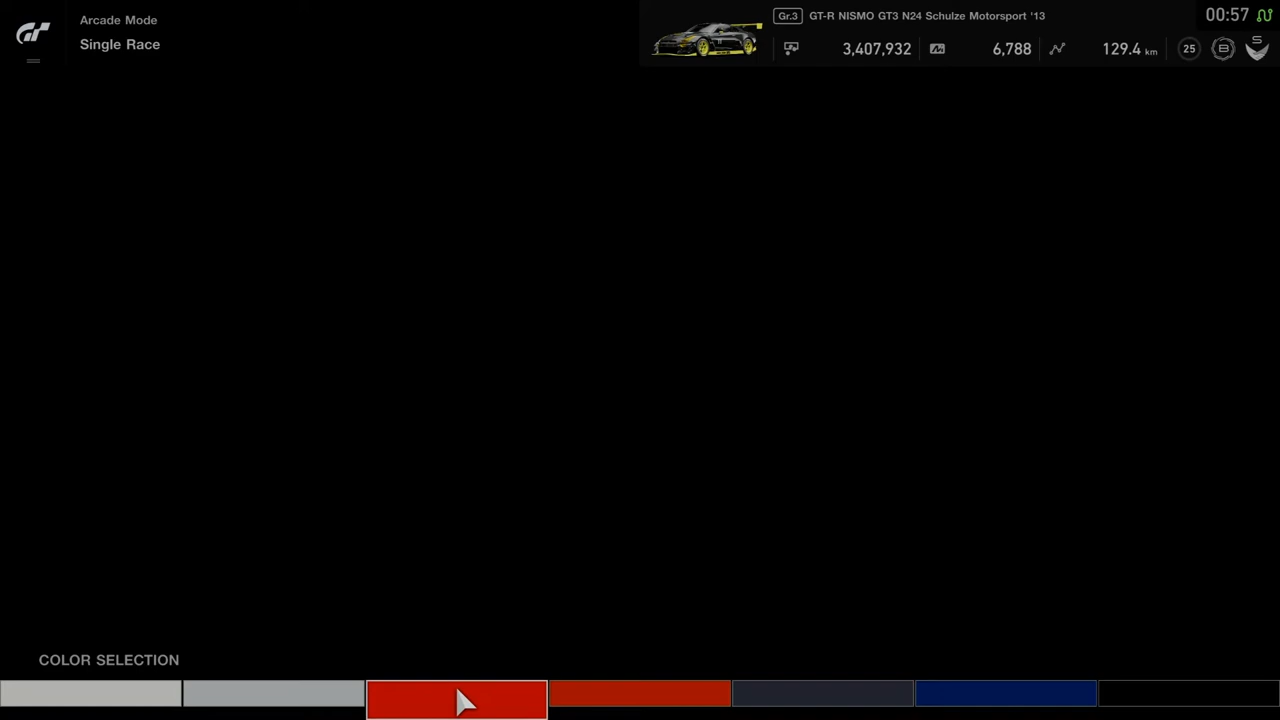 Arcade Mode
Single Race
Gr.3 GT-R NISMO GT3 N24 Schulze Motorsport '13
00:57
3,407,932 6,788 129.4 km 25 B S
COLOR SELECTION